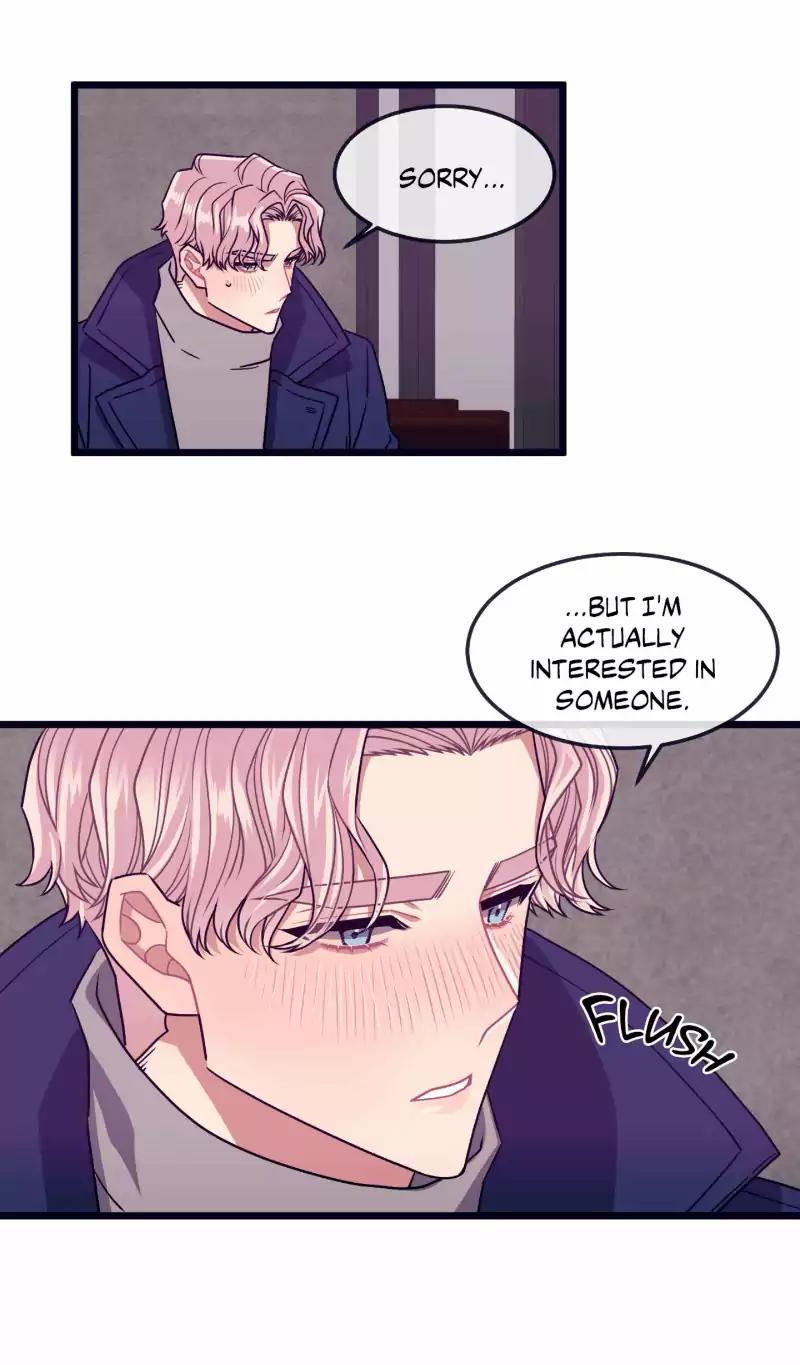 SORRY...
...BUT I'M
ACTUALLY
INTERESTED IN
SOMEONE.
FLUSH